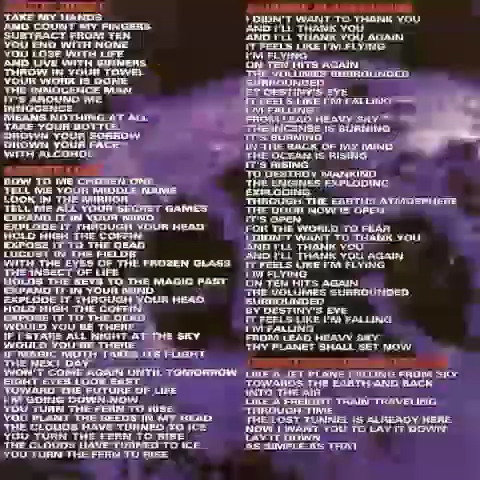 TAKE MY HANDS
AND COUNT MY FINGERS
SUBTRACT FROM TEN
YOU END WITH NONE
YOU LOSE WITH LIFE
AND LIVE WITH SINNERS
THROW IN YOUR TOWEL
YOUR WORK IS DONE
THE INNOCENCE MAN
IT'S AROUND ME
INNOCENCE
MEANS NOTHING AT ALL
TAKE YOUR BOTTLE
DROWN YOUR SORROW
DROWN YOUR FACE
WITH ALCOHOL
BOW TO ME CHOSEN ONE
TELL ME YOUR MIDDLE NAME
LOOK IN THE MIRROR
TELL ME ALL YOUR SECRET GAMES
EXPAND IT IN YOUR MIND
EXPLODE IT THROUGH YOUR HEAD
HOLD HIGH THE COFFIN
EXPOSE IT TO THE DEAD
LOCUST IN THE FIELDS
WITH THE EYES OF THE FROZEN GLASS
THE INSECT OF LIFE
HOLDS THE KEYS TO THE MAGIC PAST
EXPAND IT IN YOUR MIND
EXPLODE IT THROUGH YOUR HEAD
HOLD HIGH THE COFFIN
EXPOSE IT TO THE DEAD
WOULD YOU BE THERE
IF I STARE ALL NIGHT AT THE SKY
WOULD YOU BE THERE
IF MAGIC MOTH TAKES ITS FLIGHT
THE NEXT DAY
WON'T COME AGAIN UNTIL TOMORROW
EIGHT EYES LOOK EAST
TOWARD THE FUTURE OF LIFE
I'M GOING DOWN NOW
YOU TURN THE FERN TO RISE
YOU PLANT THE SEEDS IN MY HEAD
THE CLOUDS HAVE TURNED TO ICE
YOU TURN THE FERN TO RISE
THE CLOUDS HAVE TURNED TO ICE
YOU TURN THE FERN TO RISE
I DIDN'T WANT TO THANK YOU
AND I'LL THANK YOU
AND I'LL THANK YOU AGAIN
IT FEELS LIKE I'M FLYING
I'M FLYING
ON TEN HITS AGAIN
THE VOLUMES SURROUNDED
SURROUNDED
BY DESTINY'S EYE
IT FEELS LIKE I'M FALLING
I'M FALLING
FROM LEAD HEAVY SKY
THE INCENSE IS BURNING
IT'S BURNING
IN THE BACK OF MY MIND
THE OCEAN IS RISING
IT'S RISING
TO DESTROY MANKIND
THE ENGINES EXPLODING
EXPLODING
THROUGH THE EARTHS ATMOSPHERE
THE DOOR NOW IS OPEN
IT'S OPEN
FOR THE WORLD TO FEAR
I DIDN'T WANT TO THANK YOU
AND I'LL THANK YOU
AND I'LL THANK YOU AGAIN
IT FEELS LIKE I'M FLYING
I'M FLYING
ON TEN HITS AGAIN
THE VOLUMES SURROUNDED
SURROUNDED
BY DESTINY'S EYE
IT FEELS LIKE I'M FALLING
I'M FALLING
FROM LEAD HEAVY SKY
THY PLANET SHALL SET NOW
LIKE A JET PLANE FALLING FROM SKY
TOWARDS THE EARTH AND BACK
INTO THE AIR
LIKE A FREIGHT TRAIN TRAVELING
THROUGH TIME
THE LOST TUNNEL IS ALREADY HERE
NOW I WANT YOU TO LAY IT DOWN
LAY IT DOWN
AS SIMPLE AS THAT